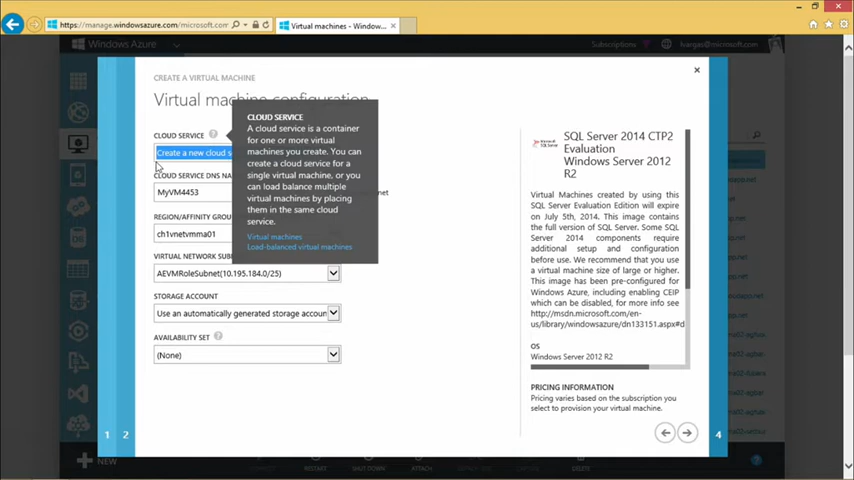 https://manage.windowsazure.com/microsoft.com
Virtual machines - Window...
Windows Azure
Subscriptions
CREATE A VIRTUAL MACHINE
Virtual machine configuration
CLOUD SERVICE
Create a new cloud s
CLOUD SERVICE DNS NA
MyVM4453
net
REGION/AFFINITY GROU
ch1vnetvmma01
VIRTUAL NETWORK SUB
AEVMRoleSubnet(10.195.184.0/25)
STORAGE ACCOUNT
Use an automatically generated storage accoun
AVAILABILITY SET
(None)
CLOUD SERVICE
A cloud service is a container
for one or more virtual
machines you create. You can
create a cloud service for a
single virtual machine, or you
can load balance multiple
virtual machines by placing
them in the same cloud
service.
Virtual machines
Load-balanced virtual machines
Microsoft
SQL Server
SQL Server 2014 CTP2
Evaluation
Windows Server 2012
R2
Virtual Machines created by using this
SQL Server Evaluation Edition will expire
on July 5th, 2014. This image contains
the full version of SQL Server. Some SQL
Server 2014 components require
additional setup and configuration
before use. We recommend that you use
a virtual machine size of large or higher.
This image has been pre-configured for
Windows Azure, including enabling CEIP
which can be disabled, for more info see
http://msdn.microsoft.com/en-
us/library/windowsazure/dn133151.aspx#d
OS
Windows Server 2012 R2
PRICING INFORMATION
Pricing varies based on the subscription you
select to provision your virtual machine.
1
2
4
NEW
RESTART
SHUT DOWN
ATTACH
DELETE